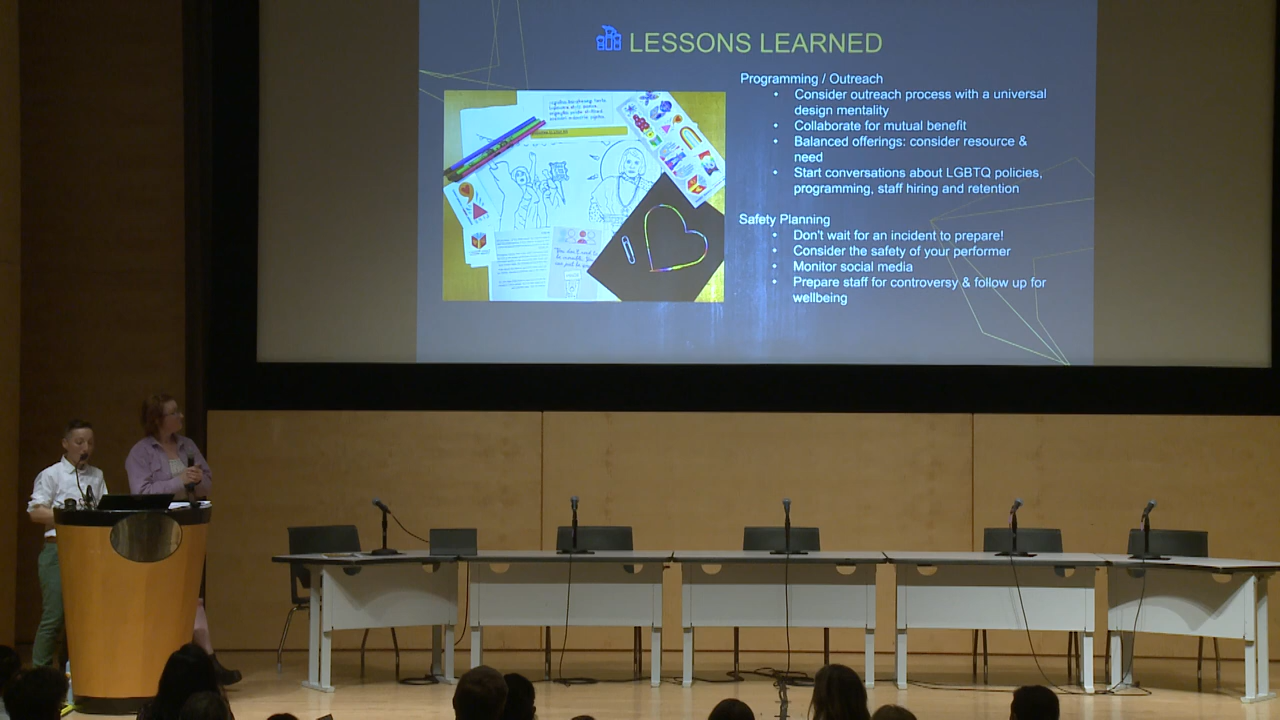 LESSONS LEARNED
Programming / Outreach
• Consider outreach process with a universal
design mentality
• Collaborate for mutual benefit
• Balanced offerings: consider resource &
need
• Start conversations about LGBTQ policies,
programming, staff hiring and retention
Safety Planning
• Don't wait for an incident to prepare!
• Consider the safety of your performer
• Monitor social media
• Prepare staff for controversy & follow up for
wellbeing